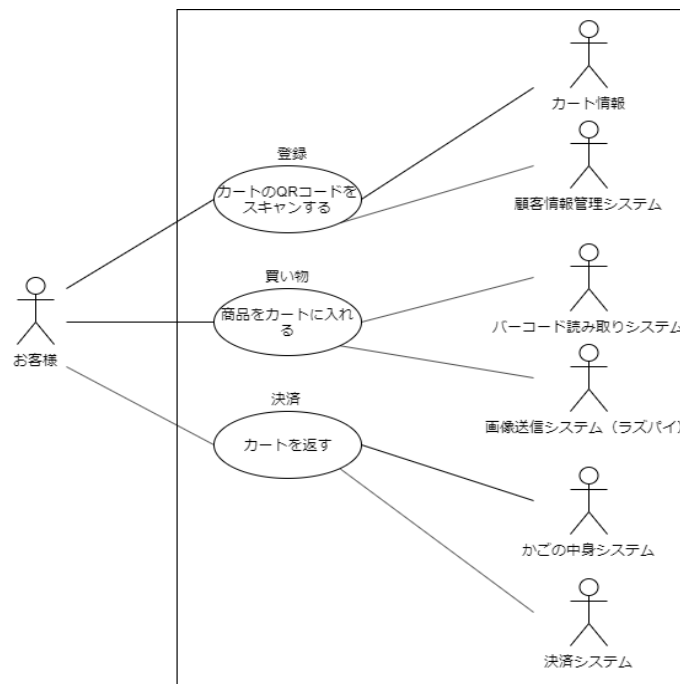 カート情報
登録
カートのQRコードを
スキャンする
顧客情報管理システム
買い物
商品をカートに入れ
る
バーコード読み取りシステム
お客様
決済
カートを返す
画像送信システム（ラズパイ）
かごの中身システム
決済システム